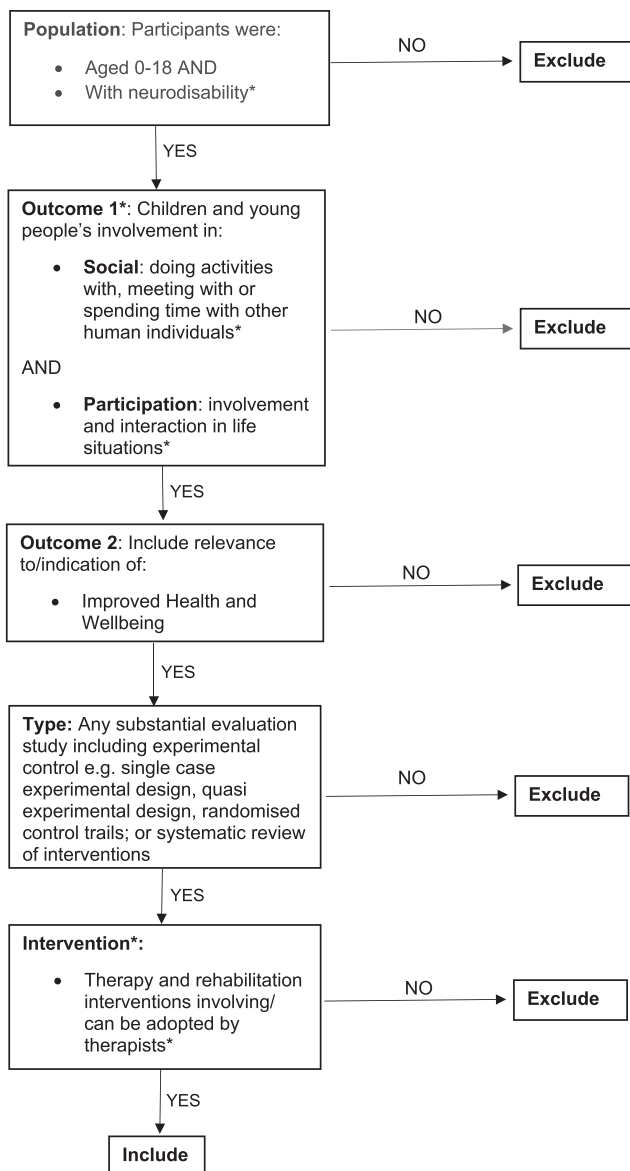 Population: Participants were:
• Aged 0-18 AND
• With neurodisability*
NO
Exclude
YES
Outcome 1*: Children and young
people's involvement in:
• Social: doing activities
with, meeting with or
spending time with other
human individuals*
AND
• Participation: involvement
and interaction in life
situations*
NO
Exclude
YES
Outcome 2: Include relevance
to/indication of:
• Improved Health and
Wellbeing
NO
Exclude
YES
Type: Any substantial evaluation
study including experimental
control e.g. single case
experimental design, quasi
experimental design, randomised
control trails; or systematic review
of interventions
NO
Exclude
YES
Intervention*:
• Therapy and rehabilitation
interventions involving/
can be adopted by
therapists*
NO
Exclude
YES
Include